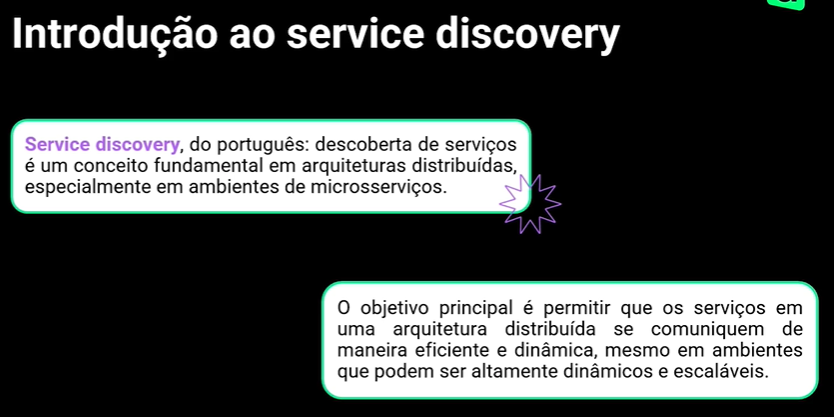 Introdução ao service discovery
Service discovery, do português: descoberta de serviços
é um conceito fundamental em arquiteturas distribuídas,
especialmente em ambientes de microsserviços.
O objetivo principal é permitir que os serviços em
uma arquitetura distribuída se comuniquem de
maneira eficiente e dinâmica, mesmo em ambientes
que podem ser altamente dinâmicos e escaláveis.